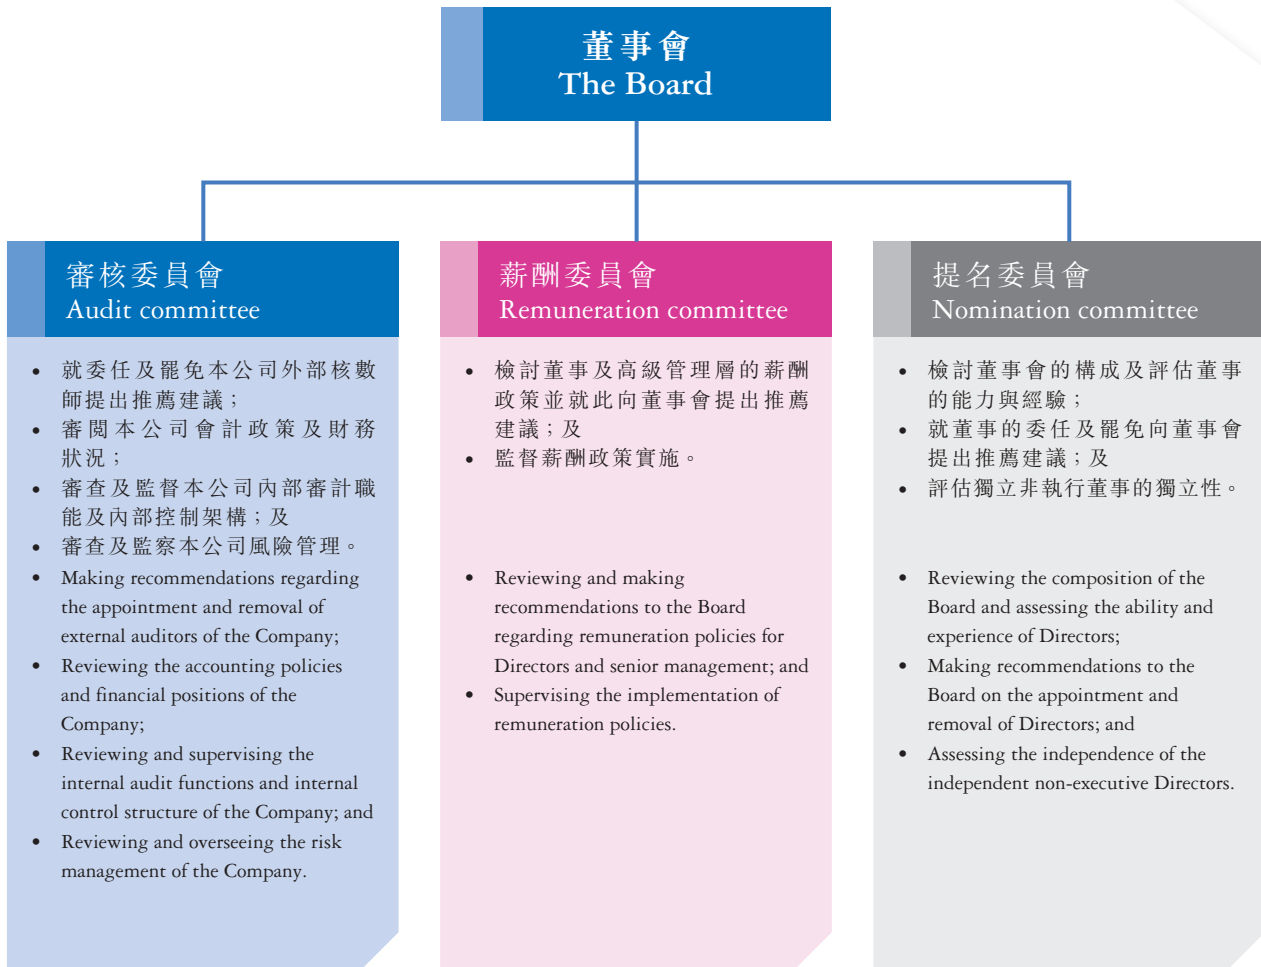 董事會
The Board
審核委員會
Audit committee
• 就委任及罷免本公司外部核數
師提出推薦建議；
• 審閱本公司會計政策及財務
狀況；
• 審查及監督本公司內部審計職
能及內部控制架構；及
• 審查及監察本公司風險管理。
• Making recommendations regarding
the appointment and removal of
external auditors of the Company;
• Reviewing the accounting policies
and financial positions of the
Company;
• Reviewing and supervising the
internal audit functions and internal
control structure of the Company; and
• Reviewing and overseeing the risk
management of the Company.
薪酬委員會
Remuneration committee
• 檢討董事及高級管理層的薪酬
政策並就此向董事會提出推薦
建議；及
• 監督薪酬政策實施。
• Reviewing and making
recommendations to the Board
regarding remuneration policies for
Directors and senior management; and
• Supervising the implementation of
remuneration policies.
提名委員會
Nomination committee
• 檢討董事會的構成及評估董事
的能力與經驗；
• 就董事的委任及罷免向董事會
提出推薦建議；及
• 評估獨立非執行董事的獨立性。
• Reviewing the composition of the
Board and assessing the ability and
experience of Directors;
• Making recommendations to the
Board on the appointment and
removal of Directors; and
• Assessing the independence of the
independent non-executive Directors.